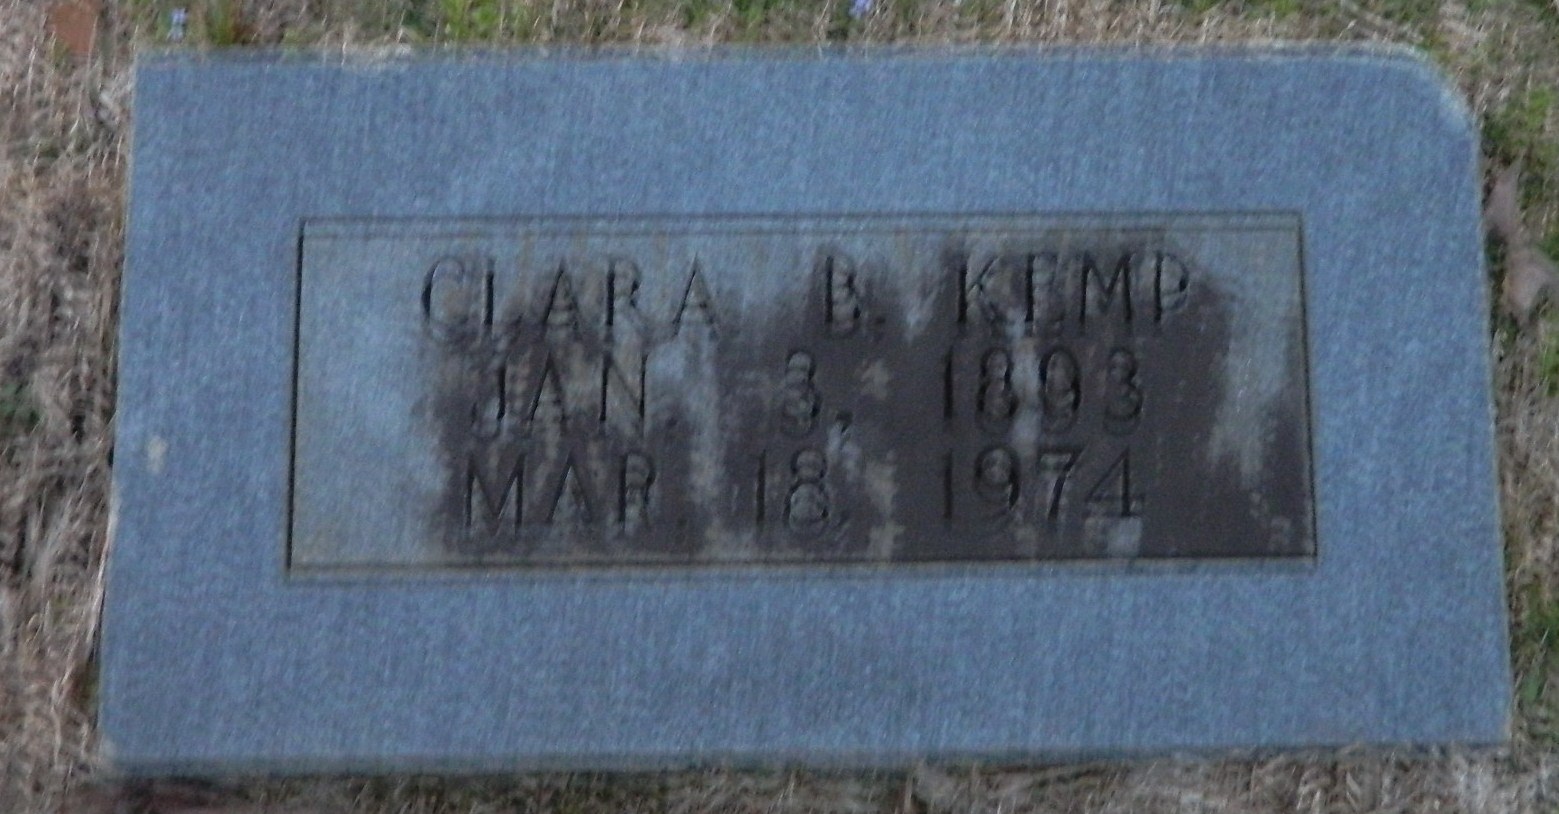 CLARA B. KEMP
JAN. 3, 1893
MAR. 18, 1974